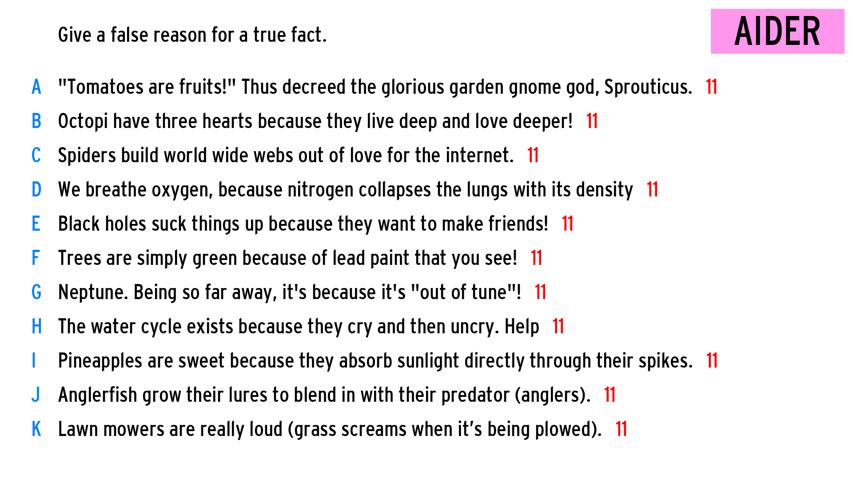 Give a false reason for a true fact.
AIDER
A "Tomatoes are fruits!" Thus decreed the glorious garden gnome god, Sprouticus. 11
B Octopi have three hearts because they live deep and love deeper! 11
C Spiders build world wide webs out of love for the internet. 11
D We breathe oxygen, because nitrogen collapses the lungs with its density 11
E Black holes suck things up because they want to make friends! 11
F Trees are simply green because of lead paint that you see! 11
G Neptune. Being so far away, it's because it's "out of tune"! 11
H The water cycle exists because they cry and then uncry. Help 11
I Pineapples are sweet because they absorb sunlight directly through their spikes. 11
J Anglerfish grow their lures to blend in with their predator (anglers). 11
K Lawn mowers are really loud (grass screams when it’s being plowed). 11